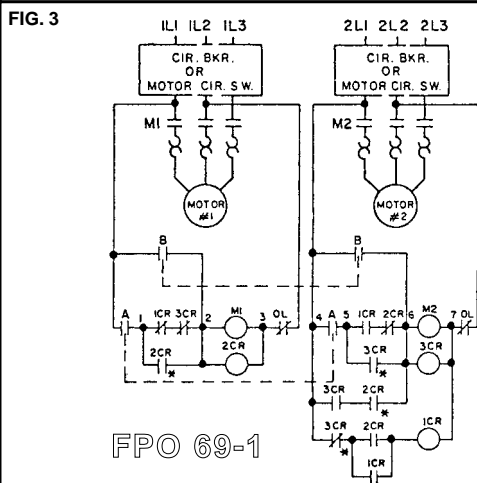 FIG. 3
1L1 1L2 1L3
2L1 2L2 2L3
CIR. BKR.
OR
MOTOR CIR. SW.
CIR. BKR.
OR
MOTOR CIR. SW.
M1
M2
MOTOR
#1
MOTOR
#2
B
B
A 1 1CR 3CR 2 M1 3 OL
4 A 5 1CR 2CR 6 M2 7 OL
2CR
*
2CR
3CR
*
3CR
3CR 2CR
*
3CR
*
2CR
1CR
1CR
FPO 69-1